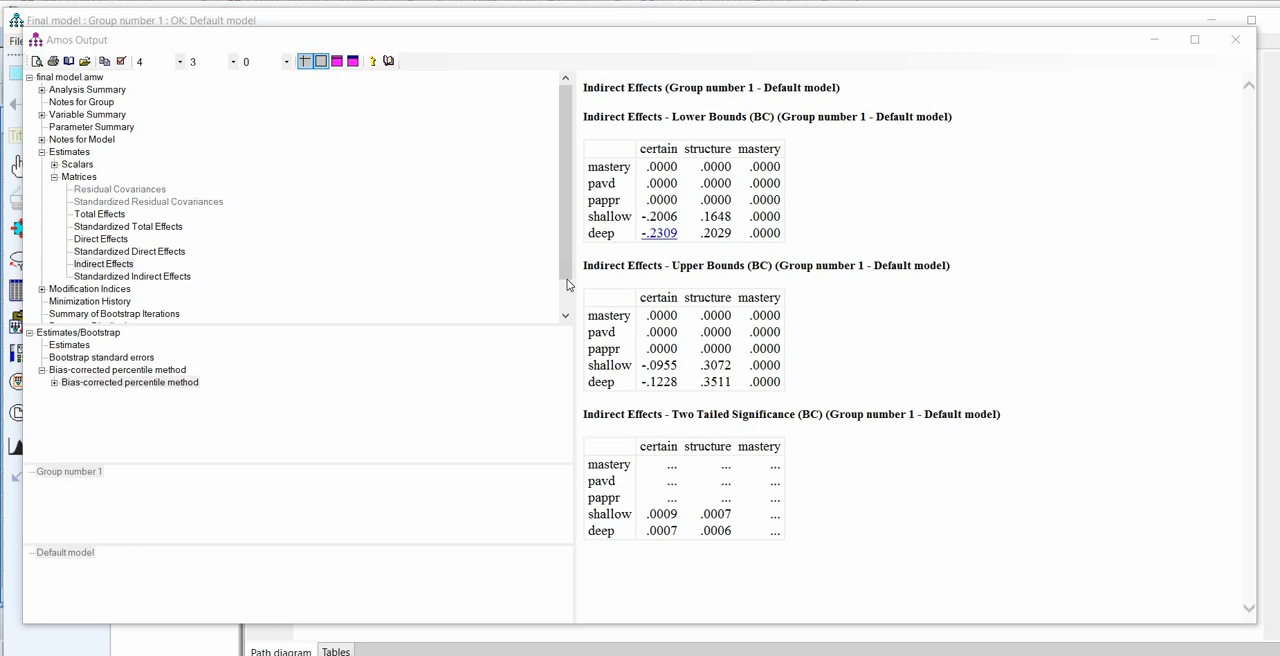 Final model : Group number 1 : OK: Default model
Amos Output
4 3 0
final model.amw
Analysis Summary
Notes for Group
Variable Summary
Parameter Summary
Notes for Model
Estimates
Scalars
Matrices
Residual Covariances
Standardized Residual Covariances
Total Effects
Standardized Total Effects
Direct Effects
Standardized Direct Effects
Indirect Effects
Standardized Indirect Effects
Modification Indices
Minimization History
Summary of Bootstrap Iterations
Estimates/Bootstrap
Estimates
Bootstrap standard errors
Bias-corrected percentile method
Bias-corrected percentile method
Group number 1
Default model
Indirect Effects (Group number 1 - Default model)
Indirect Effects - Lower Bounds (BC) (Group number 1 - Default model)
certain structure mastery
mastery .0000 .0000 .0000
pavd .0000 .0000 .0000
pappr .0000 .0000 .0000
shallow -.2006 .1648 .0000
deep -.2309 .2029 .0000
Indirect Effects - Upper Bounds (BC) (Group number 1 - Default model)
certain structure mastery
mastery .0000 .0000 .0000
pavd .0000 .0000 .0000
pappr .0000 .0000 .0000
shallow -.0955 .3072 .0000
deep -.1228 .3511 .0000
Indirect Effects - Two Tailed Significance (BC) (Group number 1 - Default model)
certain structure mastery
mastery ... ... ...
pavd ... ... ...
pappr ... ... ...
shallow .0009 .0007 ...
deep .0007 .0006 ...
Path diagram Tables